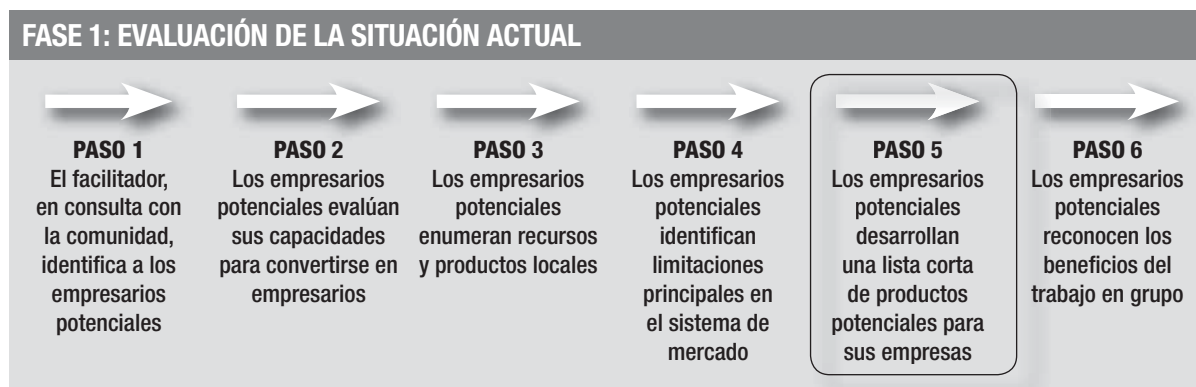 FASE 1: EVALUACIÓN DE LA SITUACIÓN ACTUAL
PASO 1
El facilitador,
en consulta con
la comunidad,
identifica a los
empresarios
potenciales
PASO 2
Los empresarios
potenciales evalúan
sus capacidades
para convertirse en
empresarios
PASO 3
Los empresarios
potenciales
enumeran recursos
y productos locales
PASO 4
Los empresarios
potenciales
identifican
limitaciones
principales en
el sistema de
mercado
PASO 5
Los empresarios
potenciales
desarrollan
una lista corta
de productos
potenciales para
sus empresas
PASO 6
Los empresarios
potenciales
reconocen los
beneficios del
trabajo en grupo